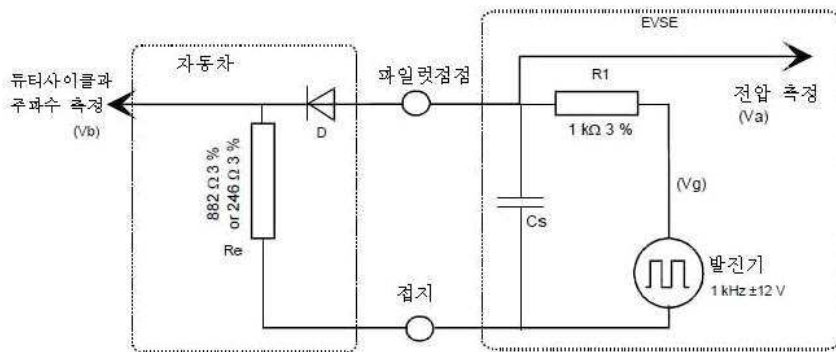 EVSE
자동차
듀티사이클과
주파수 측정
(Vb)
파일럿점점
R1
전압 측정
(Va)
D
1 kΩ 3 %
882 Ω 3 %
or 246 Ω 3 %
(Vg)
Cs
Re
발진기
1 kHz ±12 V
접지